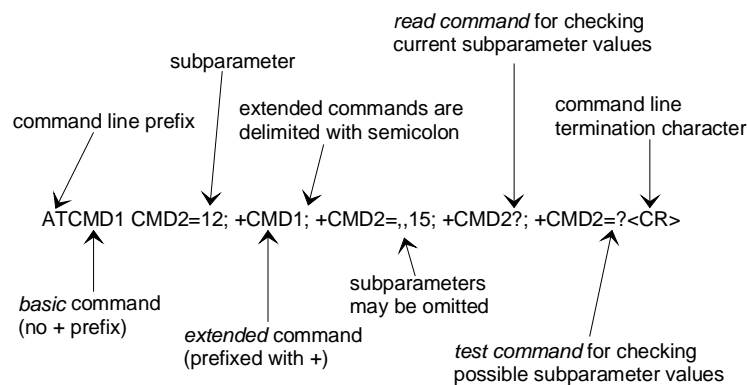 read command for checking
current subparameter values
subparameter
extended commands are
delimited with semicolon
command line
termination character
command line prefix
ATCMD1 CMD2=12; +CMD1; +CMD2=,,15; +CMD2?; +CMD2=?<CR>
basic command
(no + prefix)
extended command
(prefixed with +)
subparameters
may be omitted
test command for checking
possible subparameter values